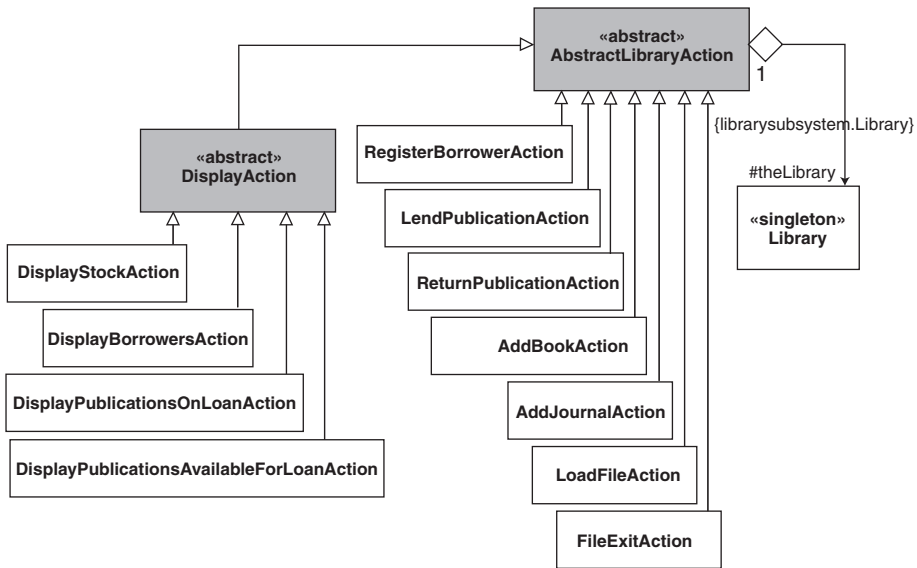 «abstract»
AbstractLibraryAction
1
{librarysubsystem.Library}
RegisterBorrowerAction
«abstract»
DisplayAction
#theLibrary
LendPublicationAction
«singleton»
Library
DisplayStockAction
ReturnPublicationAction
DisplayBorrowersAction
AddBookAction
DisplayPublicationsOnLoanAction
AddJournalAction
DisplayPublicationsAvailableForLoanAction
LoadFileAction
FileExitAction